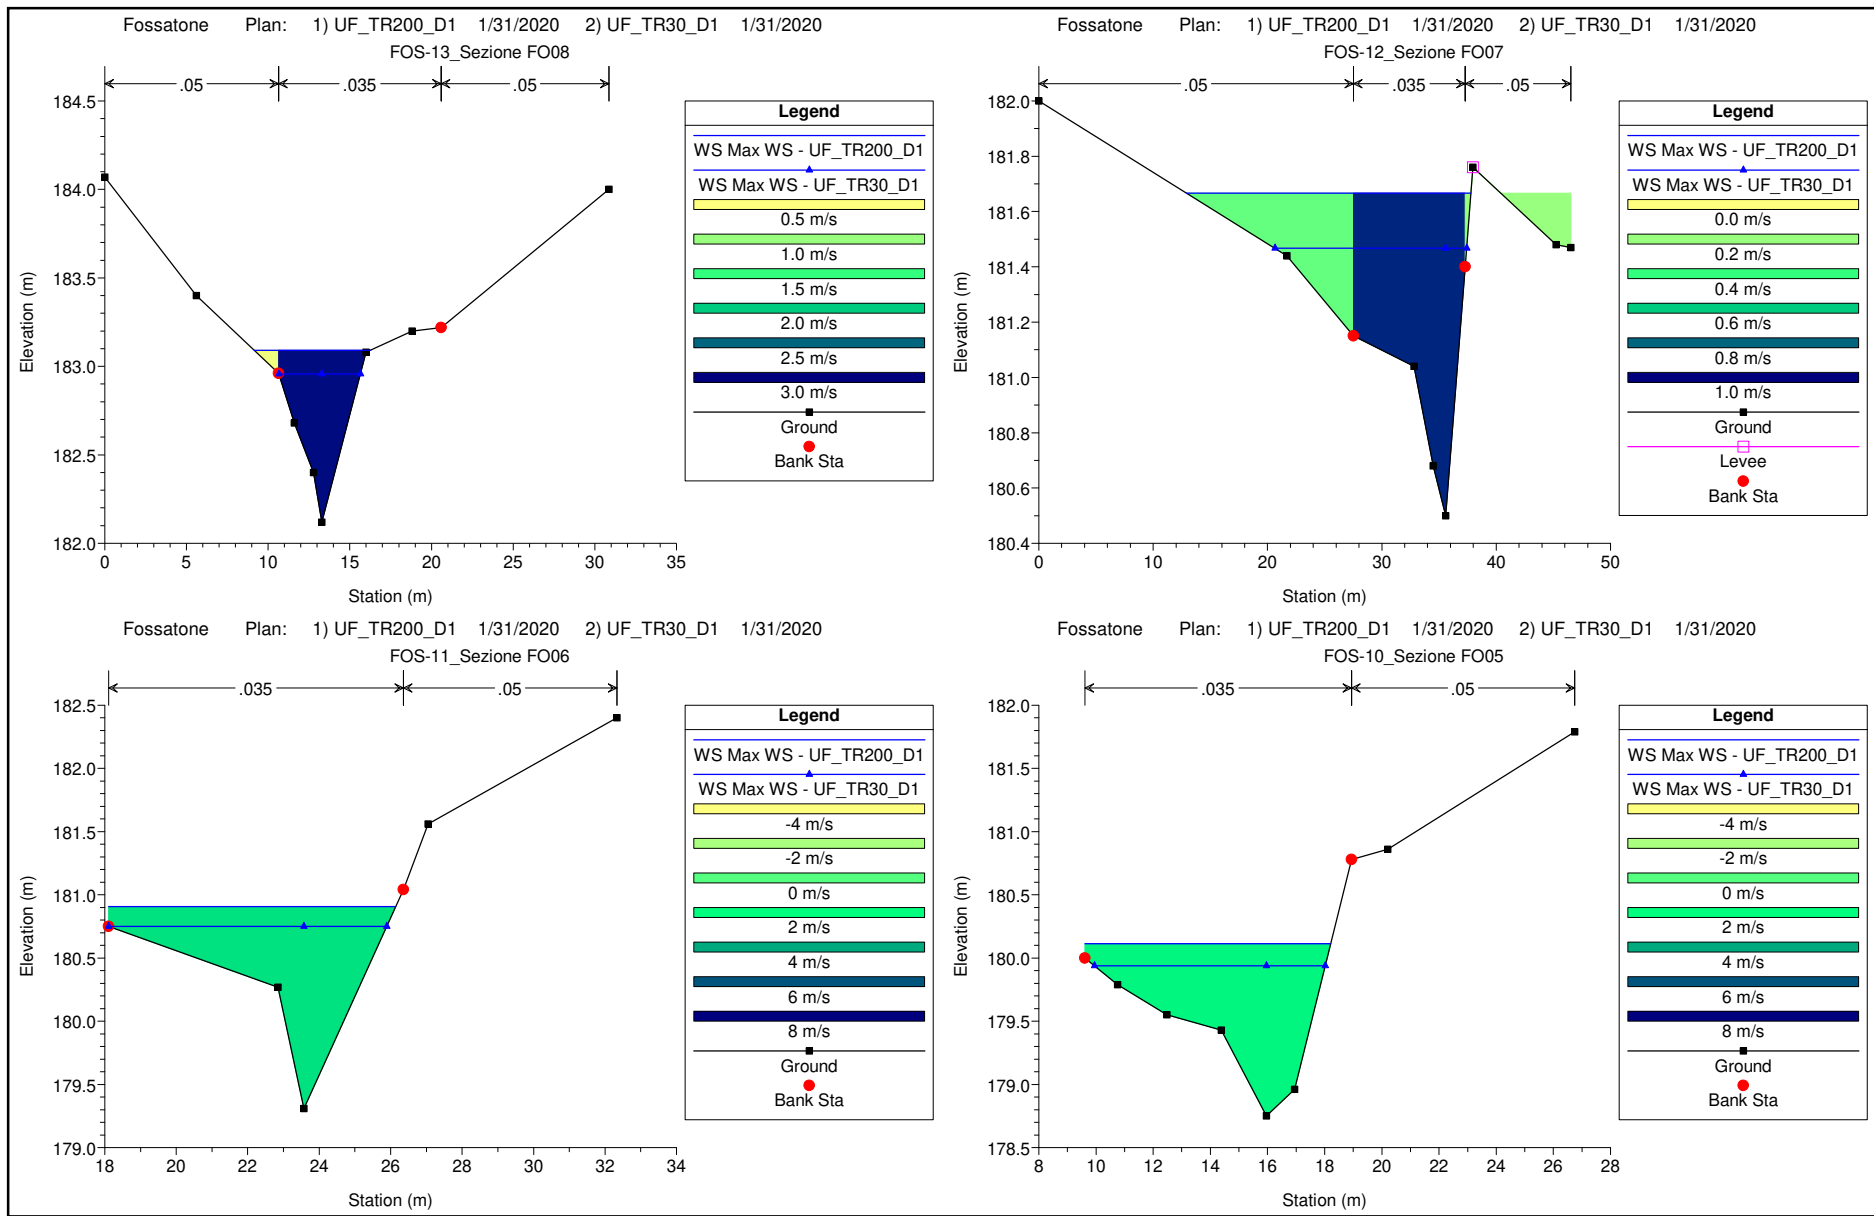 Fossatone Plan: 1) UF_TR200_D1 1/31/2020 2) UF_TR30_D1 1/31/2020
FOS-13_Sezione FO08
.05 .035 .05
184.5
184.0
183.5
183.0
182.5
182.0
Elevation (m)
0 5 10 15 20 25 30 35
Station (m)
Legend
WS Max WS - UF_TR200_D1
WS Max WS - UF_TR30_D1
0.5 m/s
1.0 m/s
1.5 m/s
2.0 m/s
2.5 m/s
3.0 m/s
Ground
Bank Sta
Fossatone Plan: 1) UF_TR200_D1 1/31/2020 2) UF_TR30_D1 1/31/2020
FOS-12_Sezione FO07
.05 .035 .05
182.0
181.8
181.6
181.4
181.2
181.0
180.8
180.6
180.4
Elevation (m)
0 10 20 30 40 50
Station (m)
Legend
WS Max WS - UF_TR200_D1
WS Max WS - UF_TR30_D1
0.0 m/s
0.2 m/s
0.4 m/s
0.6 m/s
0.8 m/s
1.0 m/s
Ground
Levee
Bank Sta
Fossatone Plan: 1) UF_TR200_D1 1/31/2020 2) UF_TR30_D1 1/31/2020
FOS-11_Sezione FO06
.035 .05
182.5
182.0
181.5
181.0
180.5
180.0
179.5
179.0
Elevation (m)
18 20 22 24 26 28 30 32 34
Station (m)
Legend
WS Max WS - UF_TR200_D1
WS Max WS - UF_TR30_D1
-4 m/s
-2 m/s
0 m/s
2 m/s
4 m/s
6 m/s
8 m/s
Ground
Bank Sta
Fossatone Plan: 1) UF_TR200_D1 1/31/2020 2) UF_TR30_D1 1/31/2020
FOS-10_Sezione FO05
.035 .05
182.0
181.5
181.0
180.5
180.0
179.5
179.0
178.5
Elevation (m)
8 10 12 14 16 18 20 22 24 26 28
Station (m)
Legend
WS Max WS - UF_TR200_D1
WS Max WS - UF_TR30_D1
-4 m/s
-2 m/s
0 m/s
2 m/s
4 m/s
6 m/s
8 m/s
Ground
Bank Sta